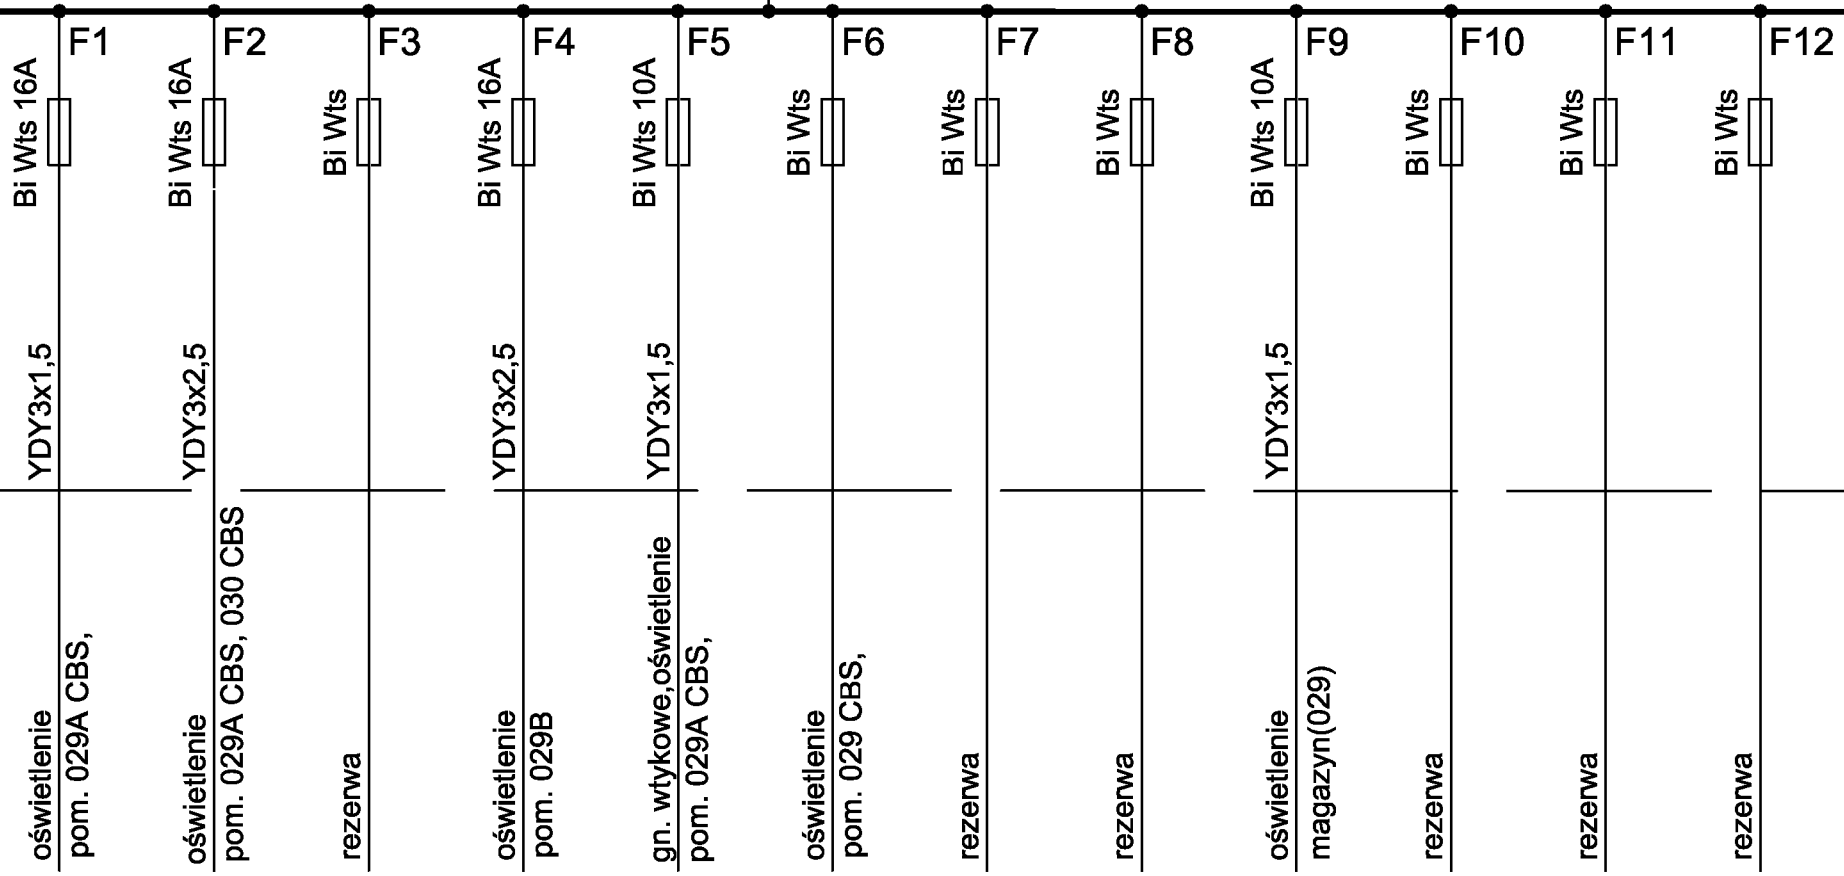 F1
F2
F3
F4
F5
F6
F7
F8
F9
F10
F11
F12
Bi Wts 16A
Bi Wts 16A
Bi Wts
Bi Wts 16A
Bi Wts 10A
Bi Wts
Bi Wts
Bi Wts
Bi Wts 10A
Bi Wts
Bi Wts
Bi Wts
YDY3x1,5
YDY3x2,5
YDY3x2,5
YDY3x1,5
YDY3x1,5
oświetlenie
pom. 029A CBS,
oświetlenie
pom. 029A CBS, 030 CBS
rezerwa
oświetlenie
pom. 029B
gn. wtykowe,oświetlenie
pom. 029A CBS,
oświetlenie
pom. 029 CBS,
rezerwa
rezerwa
oświetlenie
magazyn(029)
rezerwa
rezerwa
rezerwa